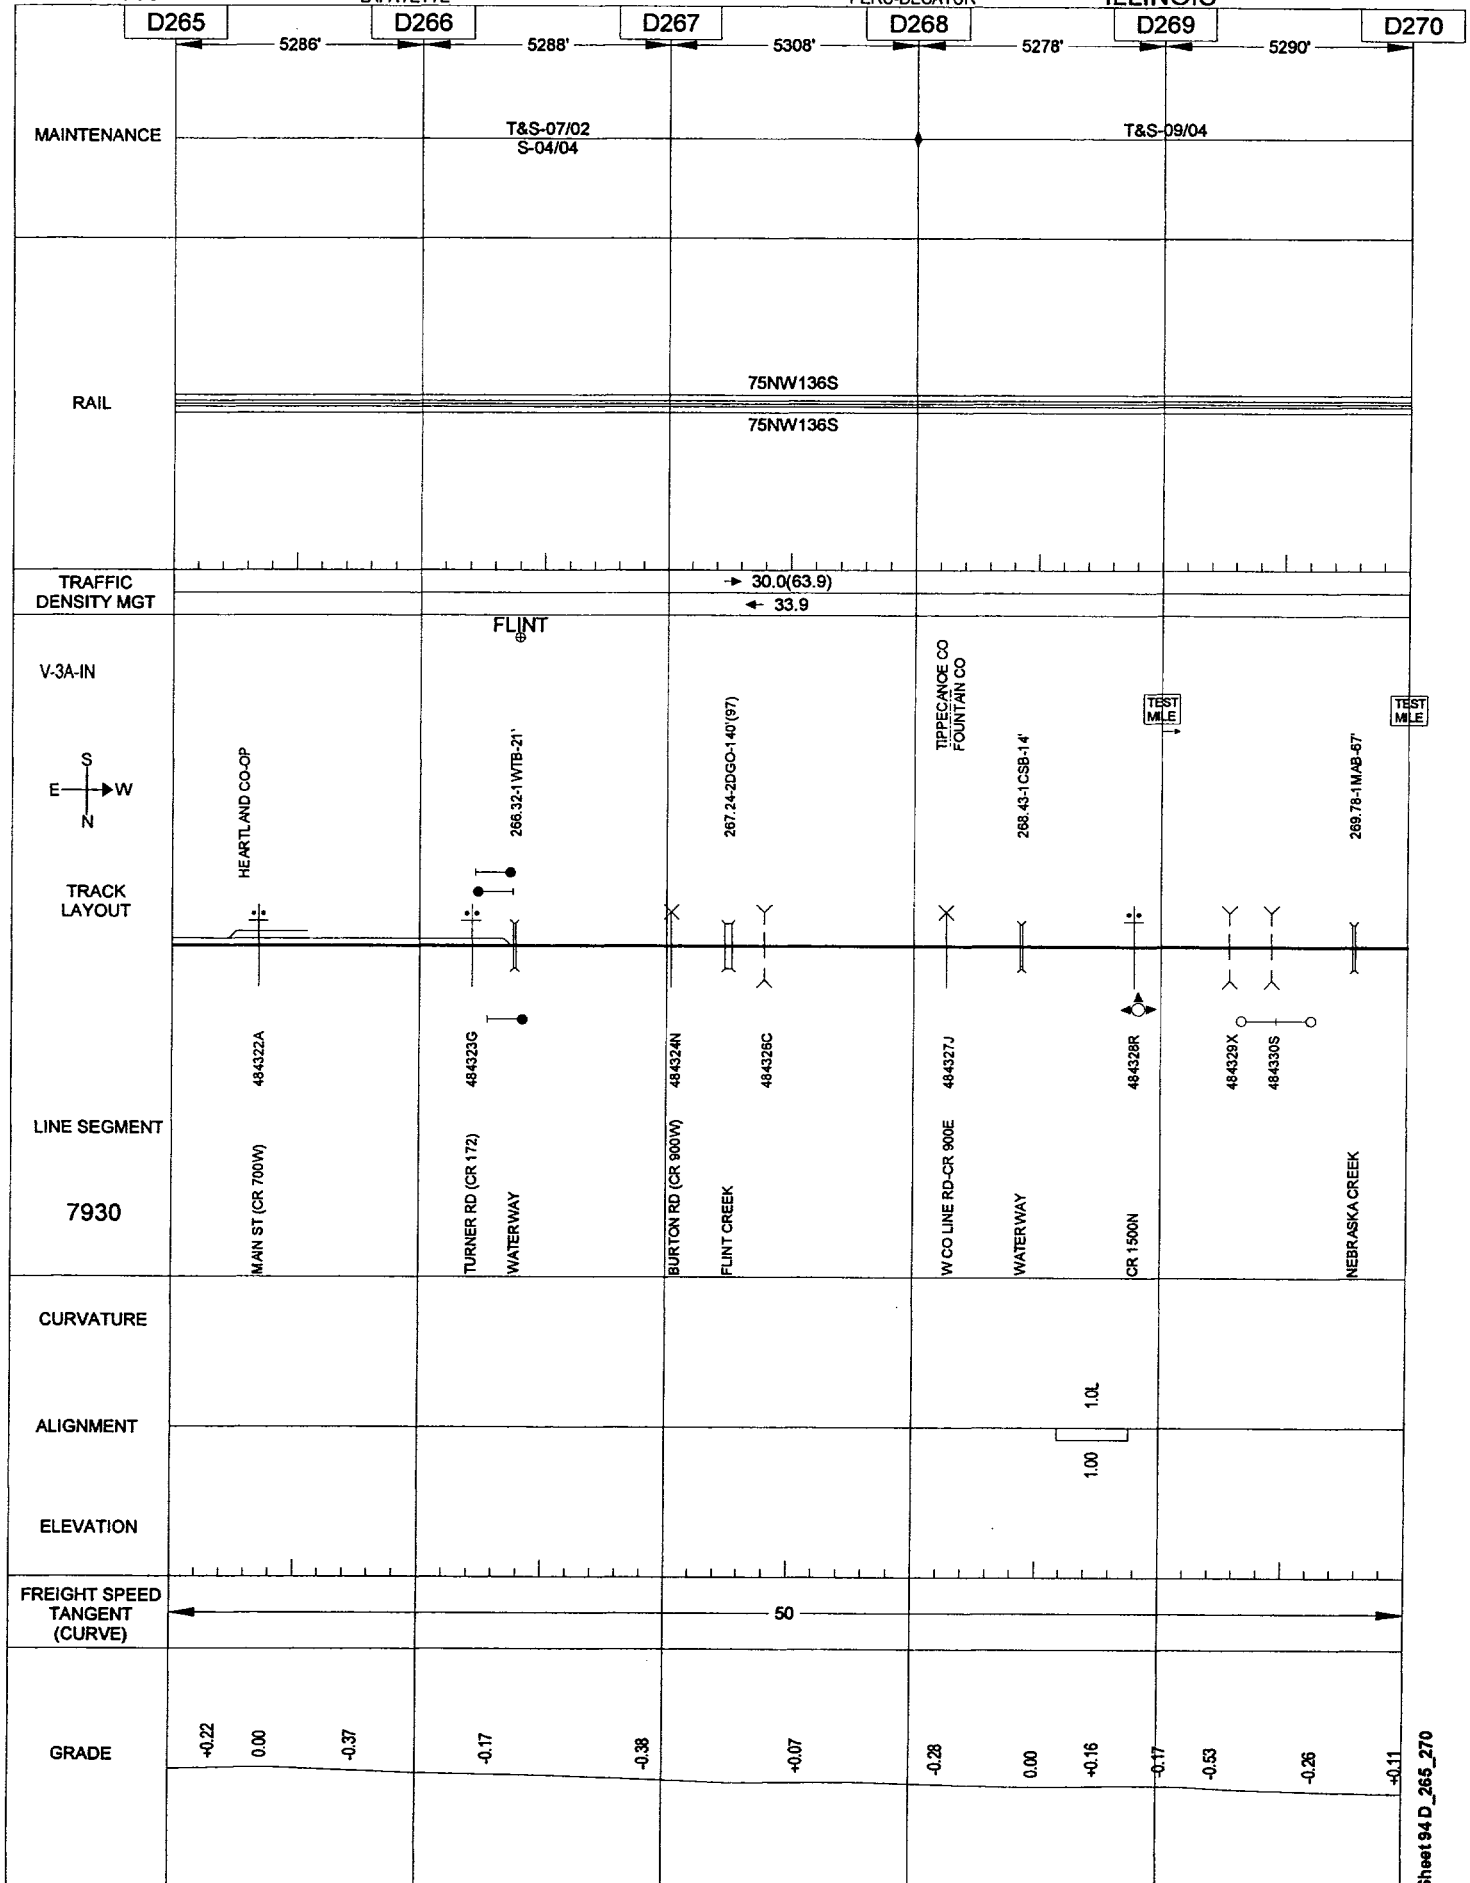 LAFAYETTE
PERU-DECATUR
ILLINOIS
D265
D266
D267
D268
D269
D270
5286'
5288'
5308'
5278'
5290'
MAINTENANCE
T&S-07/02
S-04/04
T&S-09/04
RAIL
75NW136S
75NW136S
TRAFFIC
DENSITY MGT
30.0(63.9)
33.9
FLINT
V-3A-IN
S
E
W
N
TRACK
LAYOUT
HEARTLAND CO-OP
266.32-1WTB-21'
267.24-2DGO-140'(97)
TIPPECANOE CO
FOUNTAIN CO
268.43-1CSB-14'
TEST
MILE
269.78-1MAB-67'
TEST
MILE
484322A
484323G
484324N
484326C
484327J
484328R
484329X
484330S
LINE SEGMENT
7930
MAIN ST (CR 700W)
TURNER RD (CR 172)
WATERWAY
BURTON RD (CR 900W)
FLINT CREEK
W CO LINE RD-CR 900E
WATERWAY
CR 1500N
NEBRASKA CREEK
CURVATURE
ALIGNMENT
1.0L
1.00
ELEVATION
FREIGHT SPEED
TANGENT
(CURVE)
50
GRADE
+0.22
0.00
-0.37
-0.17
-0.38
+0.07
-0.28
0.00
+0.16
-0.17
-0.53
-0.26
+0.11
Sheet 94 D_265_270